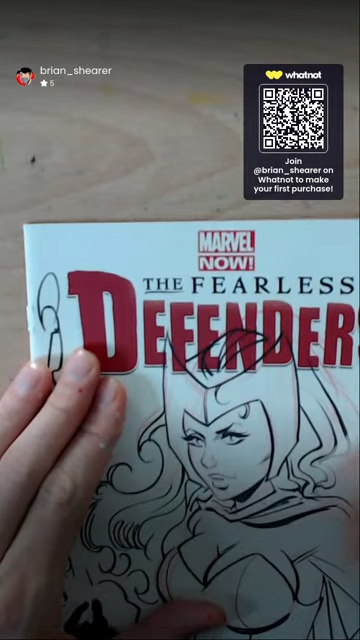 brian_shearer
★ 5
whatnot
Join
@brian_shearer on
Whatnot to make
your first purchase!
MARVEL
NOW!
THE FEARLESS
DEFENDERS